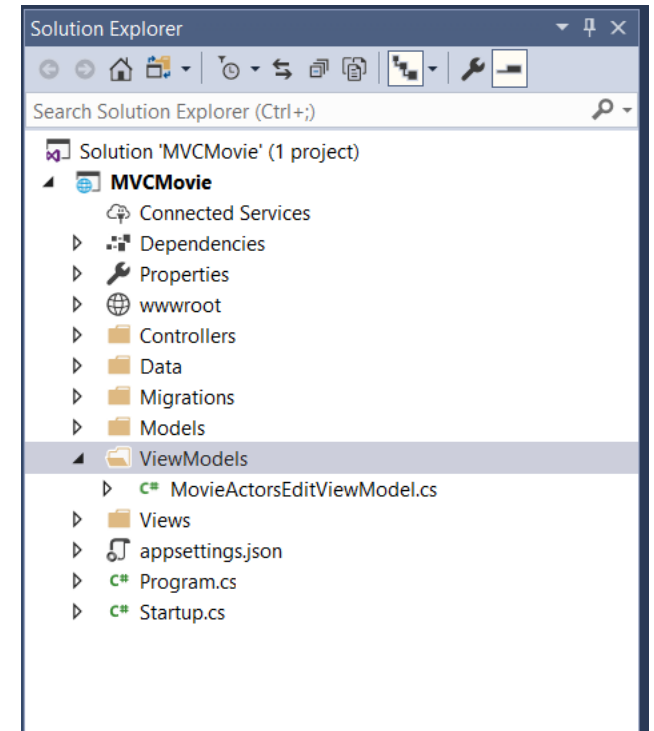 Solution Explorer
Search Solution Explorer (Ctrl+;)
Solution 'MVCMovie' (1 project)
MVCMovie
Connected Services
Dependencies
Properties
wwwroot
Controllers
Data
Migrations
Models
ViewModels
C# MovieActorsEditViewModel.cs
Views
appsettings.json
C# Program.cs
C# Startup.cs